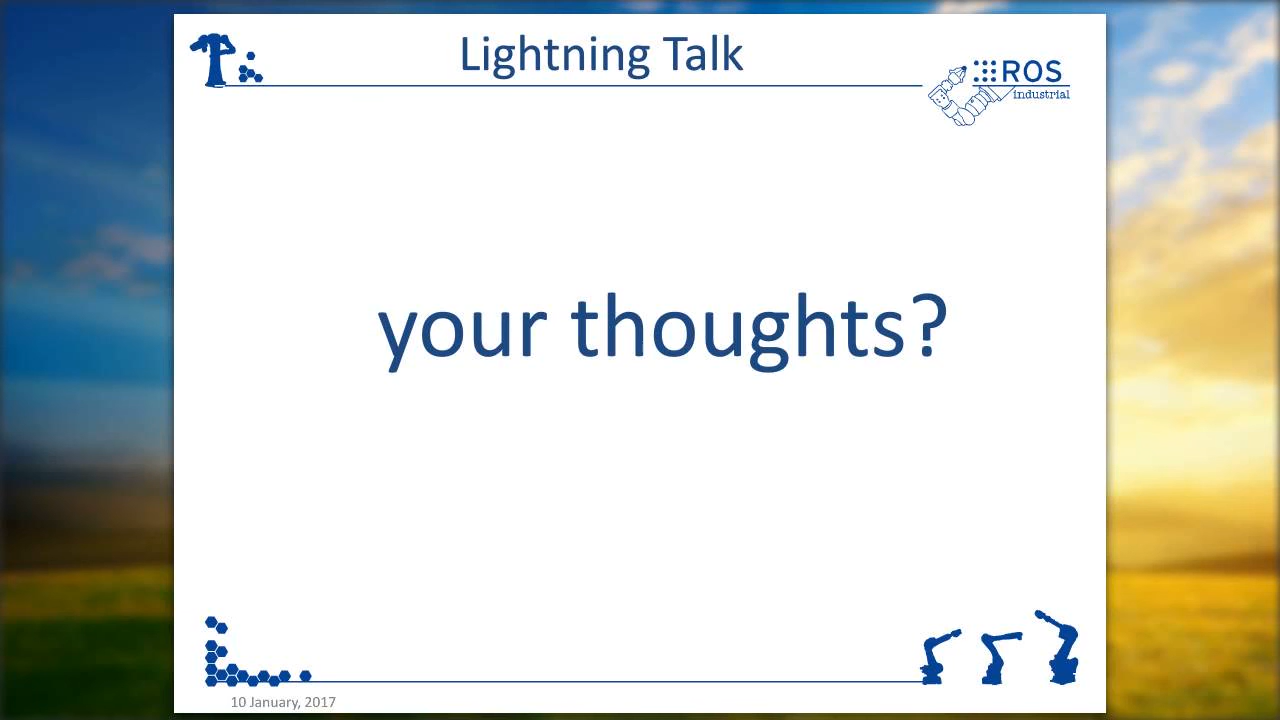 Lightning Talk
ROS
industrial
your thoughts?
10 January, 2017